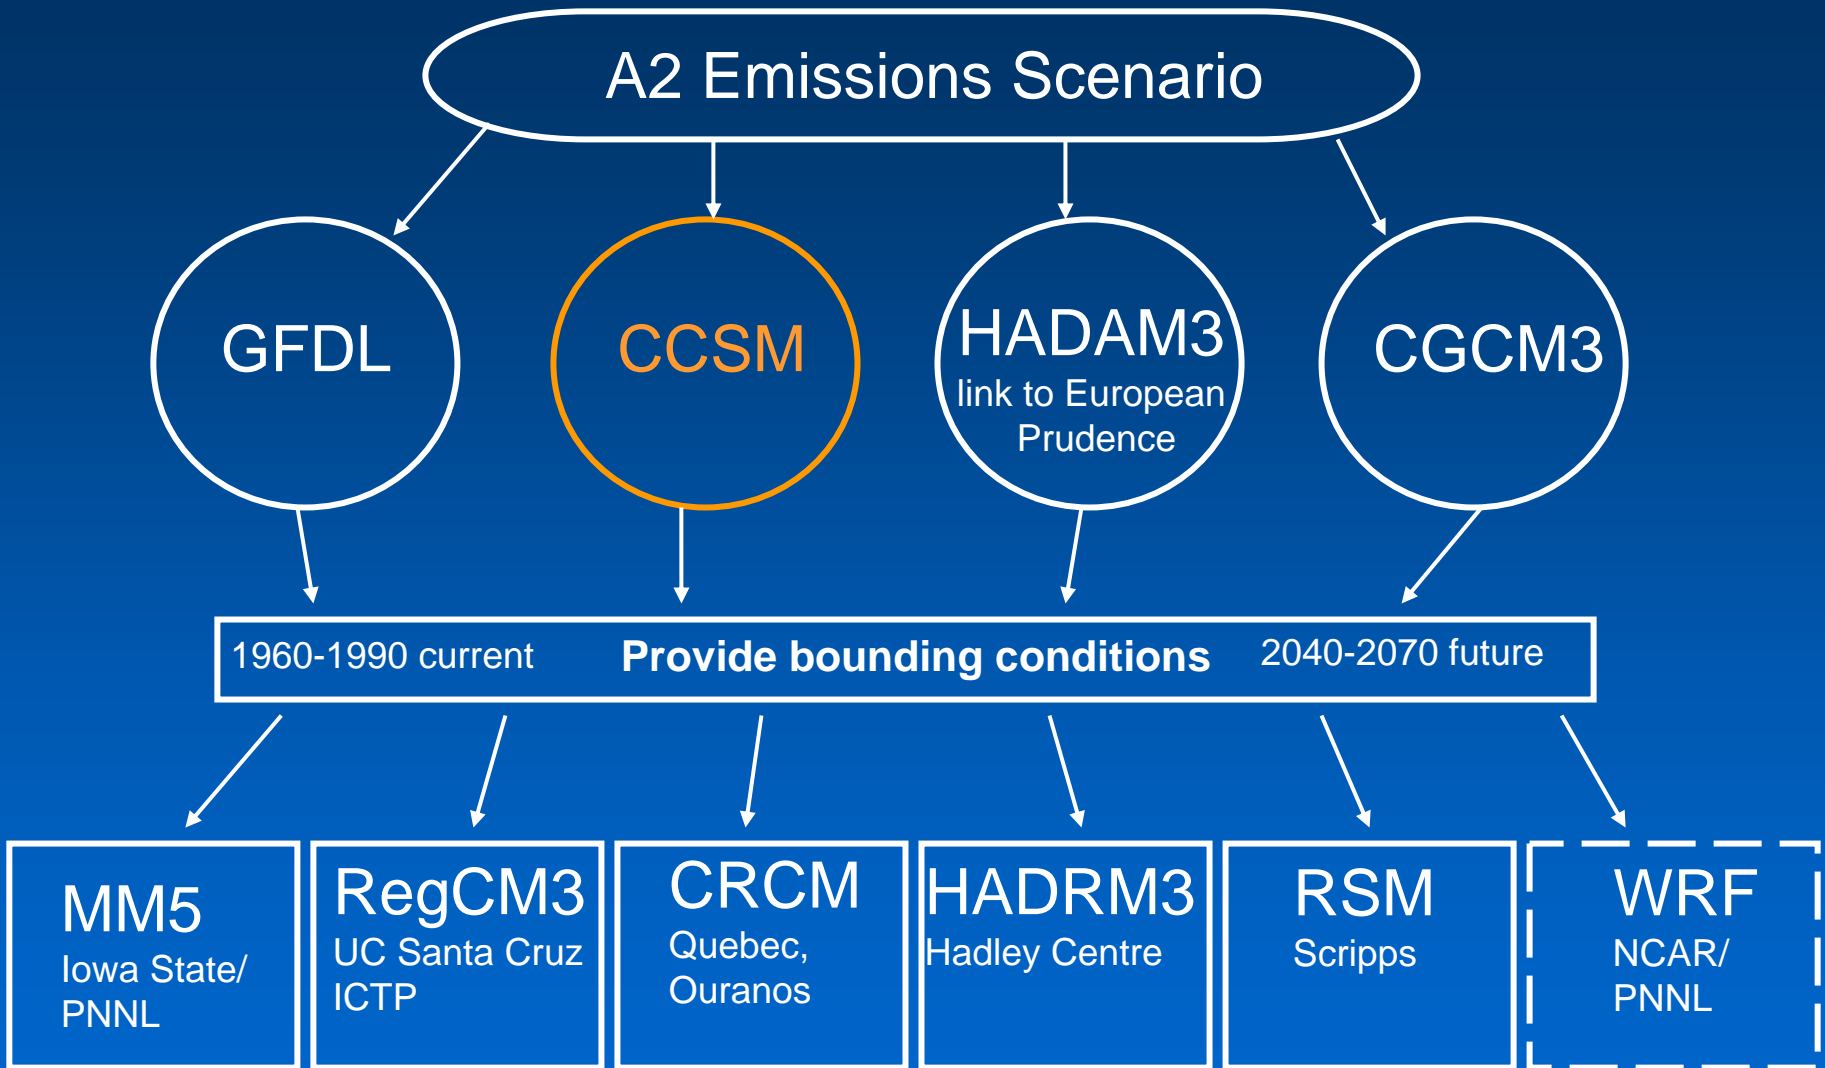 A2 Emissions Scenario
GFDL
CCSM
HADAM3
link to European
Prudence
CGCM3
1960-1990 current
Provide bounding conditions
2040-2070 future
MM5
Iowa State/
PNNL
RegCM3
UC Santa Cruz
ICTP
CRCM
Quebec,
Ouranos
HADRM3
Hadley Centre
RSM
Scripps
WRF
NCAR/
PNNL